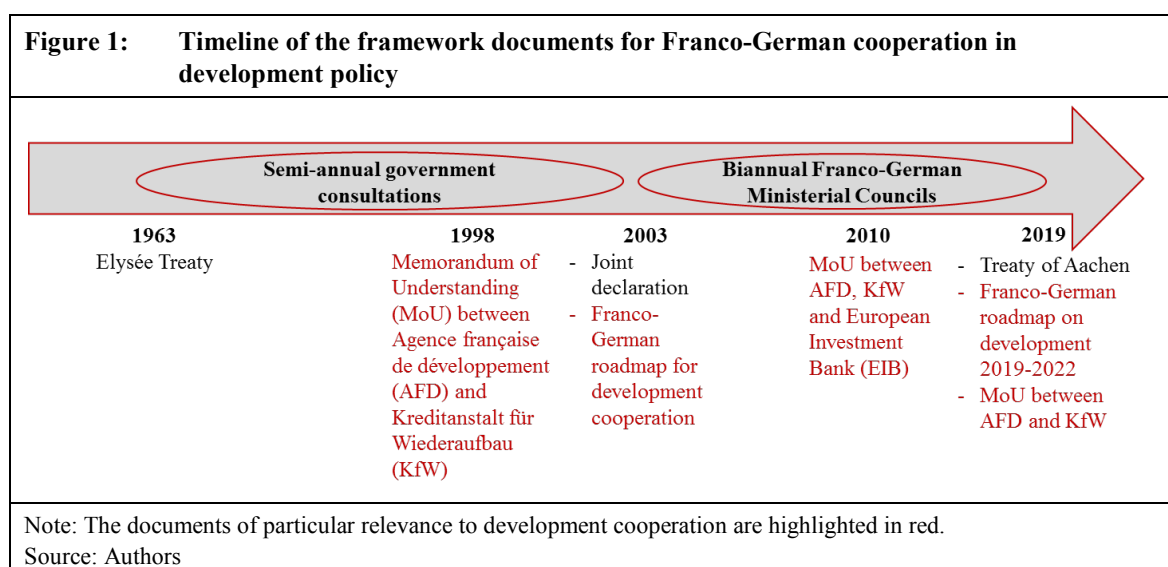 Figure 1: Timeline of the framework documents for Franco-German cooperation in
development policy
Semi-annual government
consultations
Biannual Franco-German
Ministerial Councils
1963
Elysée Treaty
1998
Memorandum of
Understanding
(MoU) between
Agence française
de développement
(AFD) and
Kreditanstalt für
Wiederaufbau
(KfW)
2003
- Joint
declaration
- Franco-
German
roadmap for
development
cooperation
2010
MoU between
AFD, KfW
and European
Investment
Bank (EIB)
2019
- Treaty of Aachen
- Franco-German
roadmap on
development
2019-2022
- MoU between
AFD and KfW
Note: The documents of particular relevance to development cooperation are highlighted in red.
Source: Authors